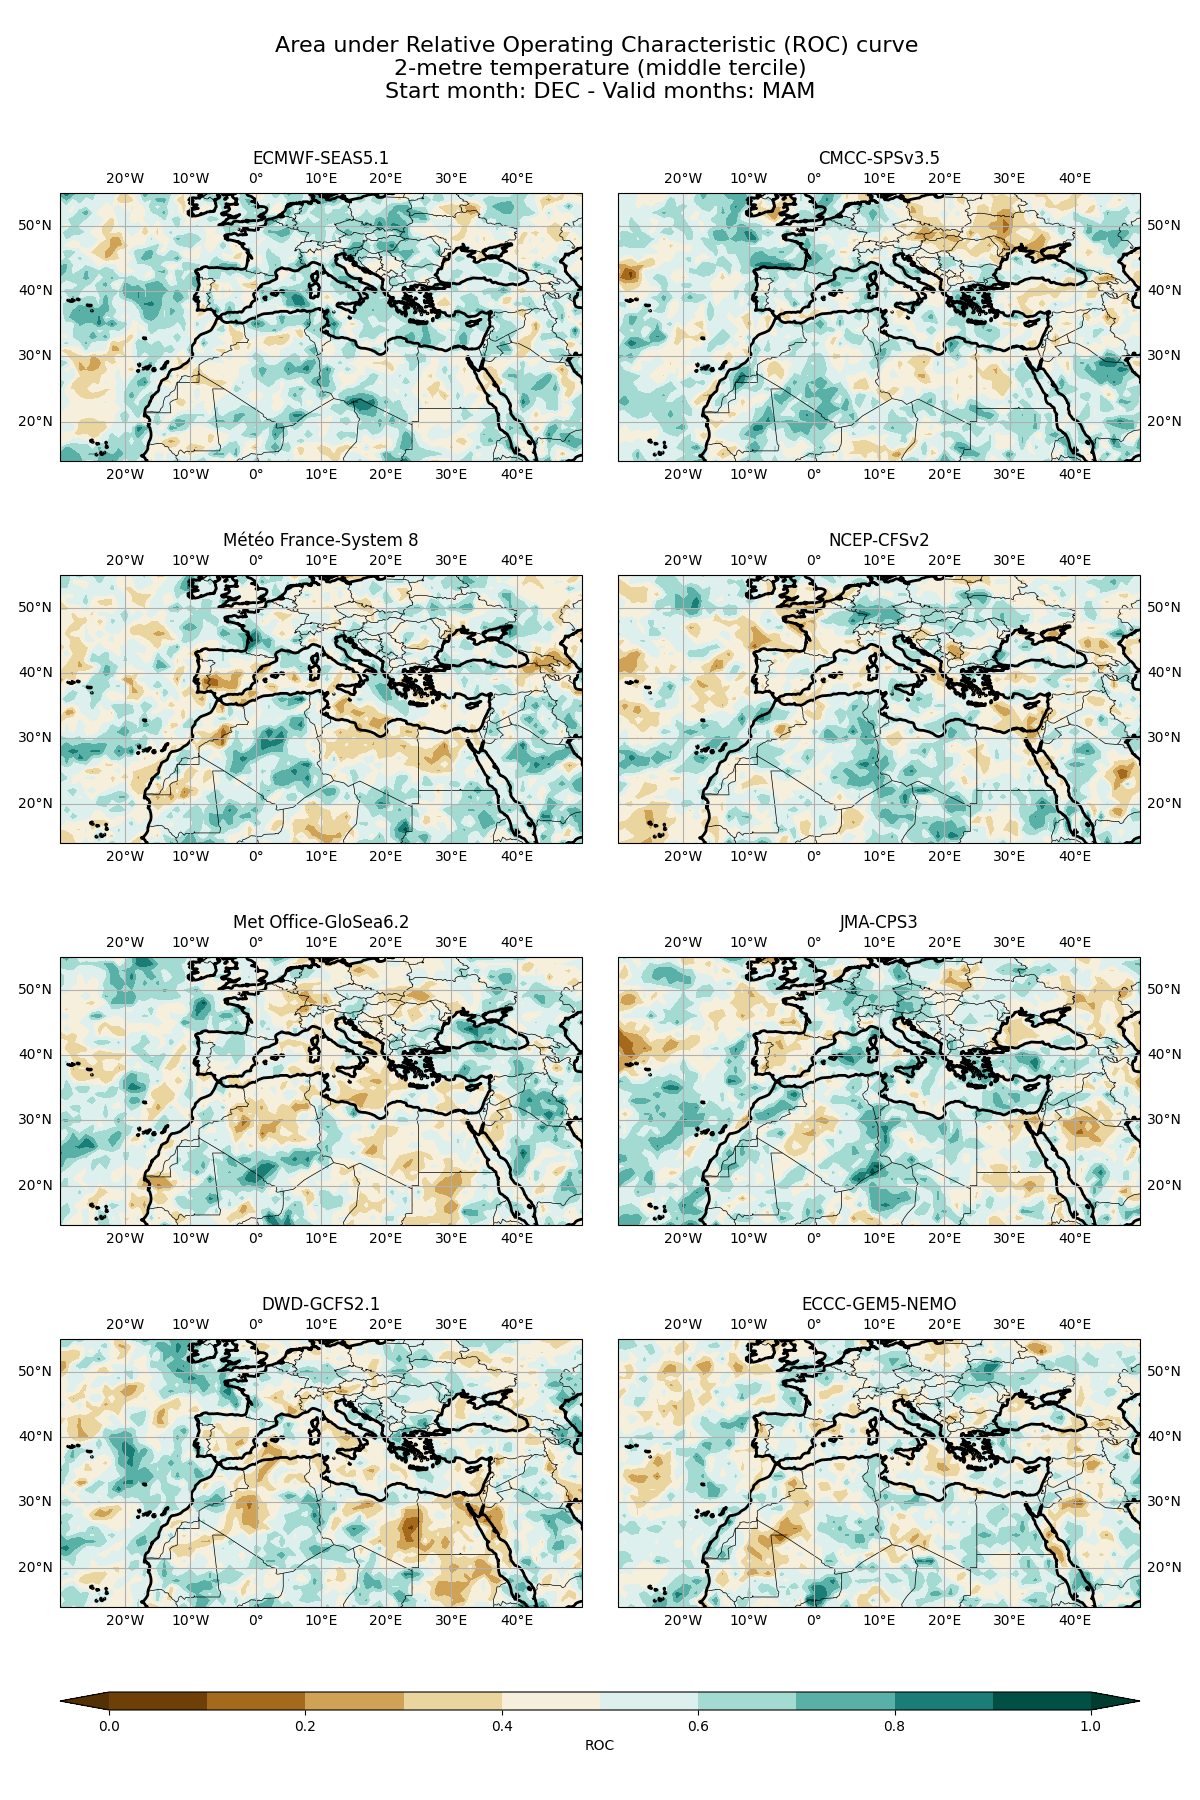 Area under Relative Operating Characteristic (ROC) curve
2-metre temperature (middle tercile)
Start month: DEC - Valid months: MAM
ECMWF-SEAS5.1
20°W 10°W 0° 10°E 20°E 30°E 40°E
50°N
40°N
30°N
20°N
20°W 10°W 0° 10°E 20°E 30°E 40°E
CMCC-SPSv3.5
20°W 10°W 0° 10°E 20°E 30°E 40°E
50°N
40°N
30°N
20°N
20°W 10°W 0° 10°E 20°E 30°E 40°E
Météo France-System 8
20°W 10°W 0° 10°E 20°E 30°E 40°E
50°N
40°N
30°N
20°N
20°W 10°W 0° 10°E 20°E 30°E 40°E
NCEP-CFSv2
20°W 10°W 0° 10°E 20°E 30°E 40°E
50°N
40°N
30°N
20°N
20°W 10°W 0° 10°E 20°E 30°E 40°E
Met Office-GloSea6.2
20°W 10°W 0° 10°E 20°E 30°E 40°E
50°N
40°N
30°N
20°N
20°W 10°W 0° 10°E 20°E 30°E 40°E
JMA-CPS3
20°W 10°W 0° 10°E 20°E 30°E 40°E
50°N
40°N
30°N
20°N
20°W 10°W 0° 10°E 20°E 30°E 40°E
DWD-GCFS2.1
20°W 10°W 0° 10°E 20°E 30°E 40°E
50°N
40°N
30°N
20°N
20°W 10°W 0° 10°E 20°E 30°E 40°E
ECCC-GEM5-NEMO
20°W 10°W 0° 10°E 20°E 30°E 40°E
50°N
40°N
30°N
20°N
20°W 10°W 0° 10°E 20°E 30°E 40°E
0.0 0.2 0.4 0.6 0.8 1.0
ROC